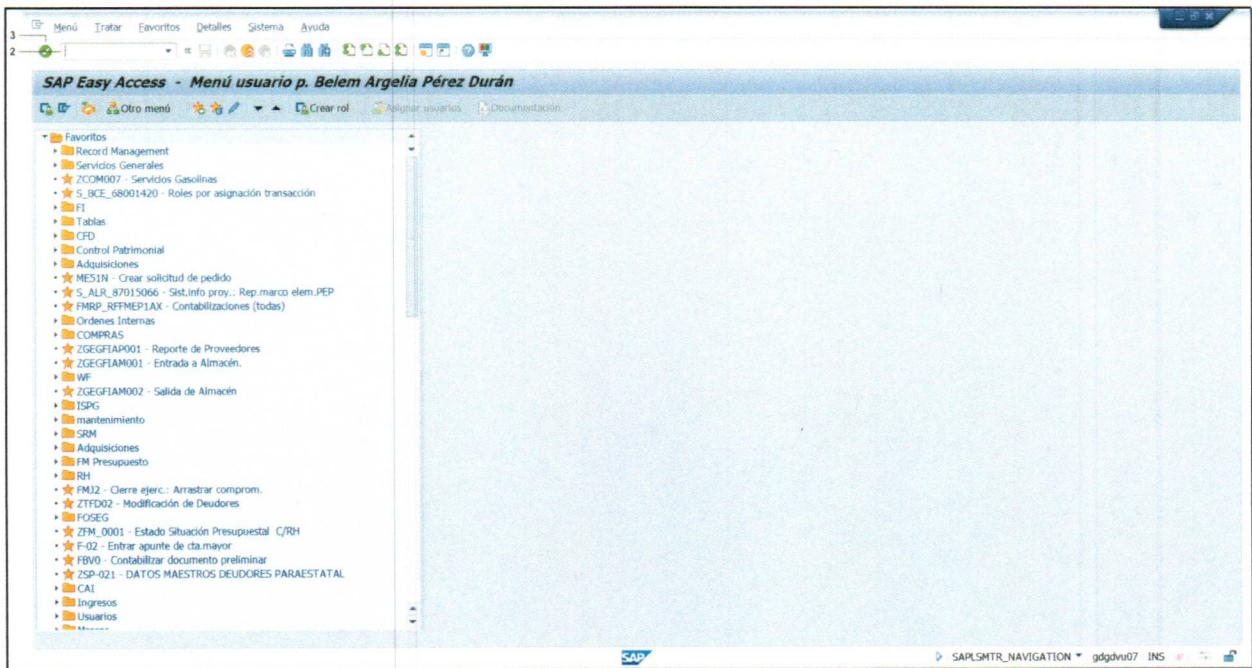 Menú Tratar Favoritos Detalles Sistema Ayuda
3
2
SAP Easy Access - Menú usuario p. Belem Argelia Pérez Durán
Otro menú Crear rol Asignar usuarios Documentación
Favoritos
Record Management
Servicios Generales
ZCOM007 - Servicios Gasolinas
S_BCE_68001420 - Roles por asignación transacción
FI
Tablas
CFD
Control Patrimonial
Adquisiciones
ME51N - Crear solicitud de pedido
S_ALR_87015066 - Sist.info proy.: Rep.marco elem.PEP
FMRP_RFFMEP1AX - Contabilizaciones (todas)
Ordenes Internas
COMPRAS
ZGEGFIAP001 - Reporte de Proveedores
ZGEGFIAM001 - Entrada a Almacén.
WF
ZGEGFIAM002 - Salida de Almacén
ISPG
mantenimiento
SRM
Adquisiciones
FM Presupuesto
RH
FMJ2 - Cierre ejerc.: Arrastrar comprom.
ZTFD02 - Modificación de Deudores
FOSEG
ZFM_0001 - Estado Situación Presupuestal C/RH
F-02 - Entrar apunte de cta.mayor
FBV0 - Contabilizar documento preliminar
ZSP-021 - DATOS MAESTROS DEUDORES PARAESTATAL
CAI
Ingresos
Usuarios
SAP
SAPLSMTR_NAVIGATION gdgdvu07 INS